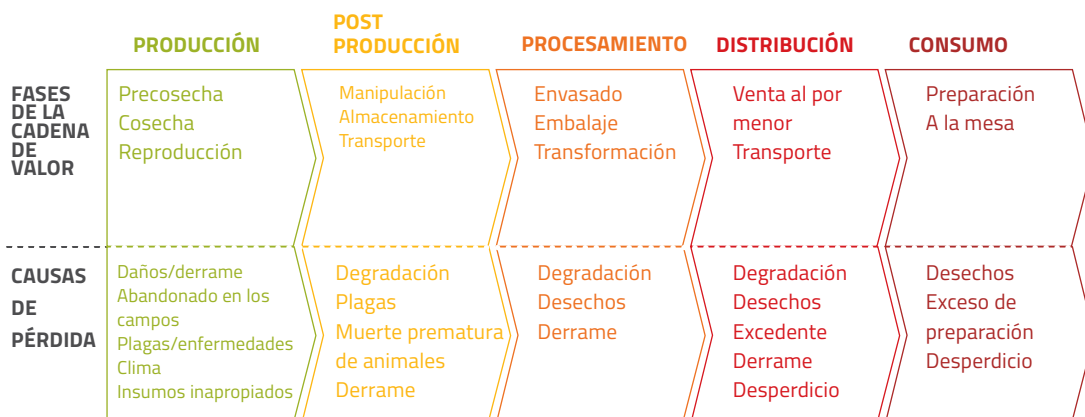 PRODUCCIÓN
POST
PRODUCCIÓN
PROCESAMIENTO
DISTRIBUCIÓN
CONSUMO
FASES
DE LA
CADENA
DE
VALOR
Precosecha
Cosecha
Reproducción
Manipulación
Almacenamiento
Transporte
Envasado
Embalaje
Transformación
Venta al por
menor
Transporte
Preparación
A la mesa
CAUSAS
DE
PÉRDIDA
Daños/derrame
Abandonado en los
campos
Plagas/enfermedades
Clima
Insumos inapropiados
Degradación
Plagas
Muerte prematura
de animales
Derrame
Degradación
Desechos
Derrame
Degradación
Desechos
Excedente
Derrame
Desperdicio
Desechos
Exceso de
preparación
Desperdicio